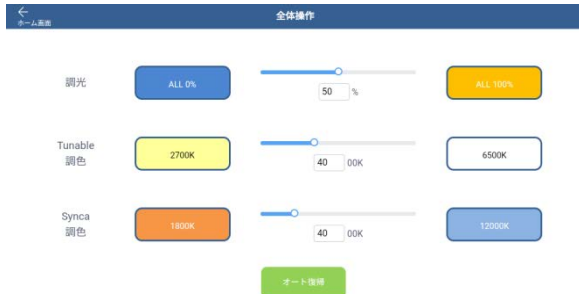 ←
ホーム画面
全体操作
調光
ALL 0%
50 %
ALL 100%
Tunable
調色
2700K
40 00K
6500K
Synca
調色
1800K
40 00K
12000K
オート復帰